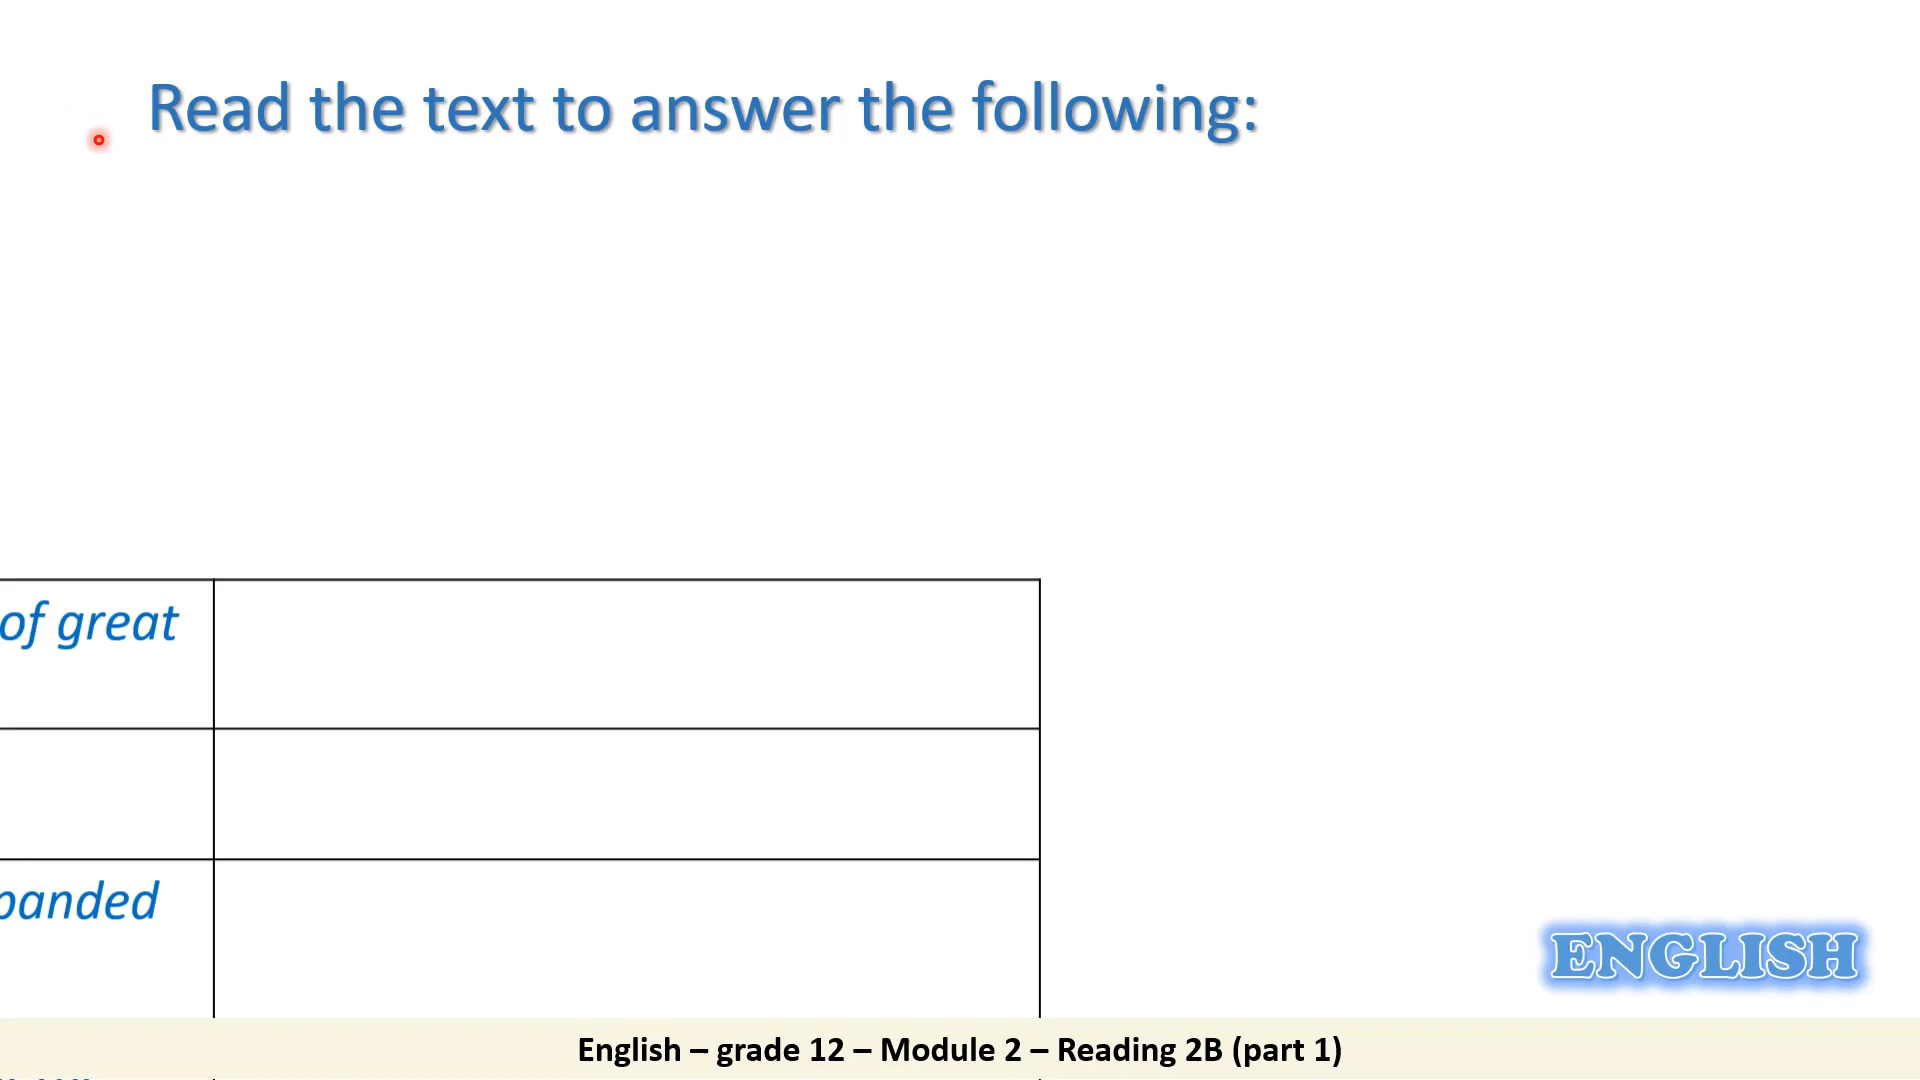 Read the text to answer the following:
of great
panded
ENGLISH
English – grade 12 – Module 2 – Reading 2B (part 1)